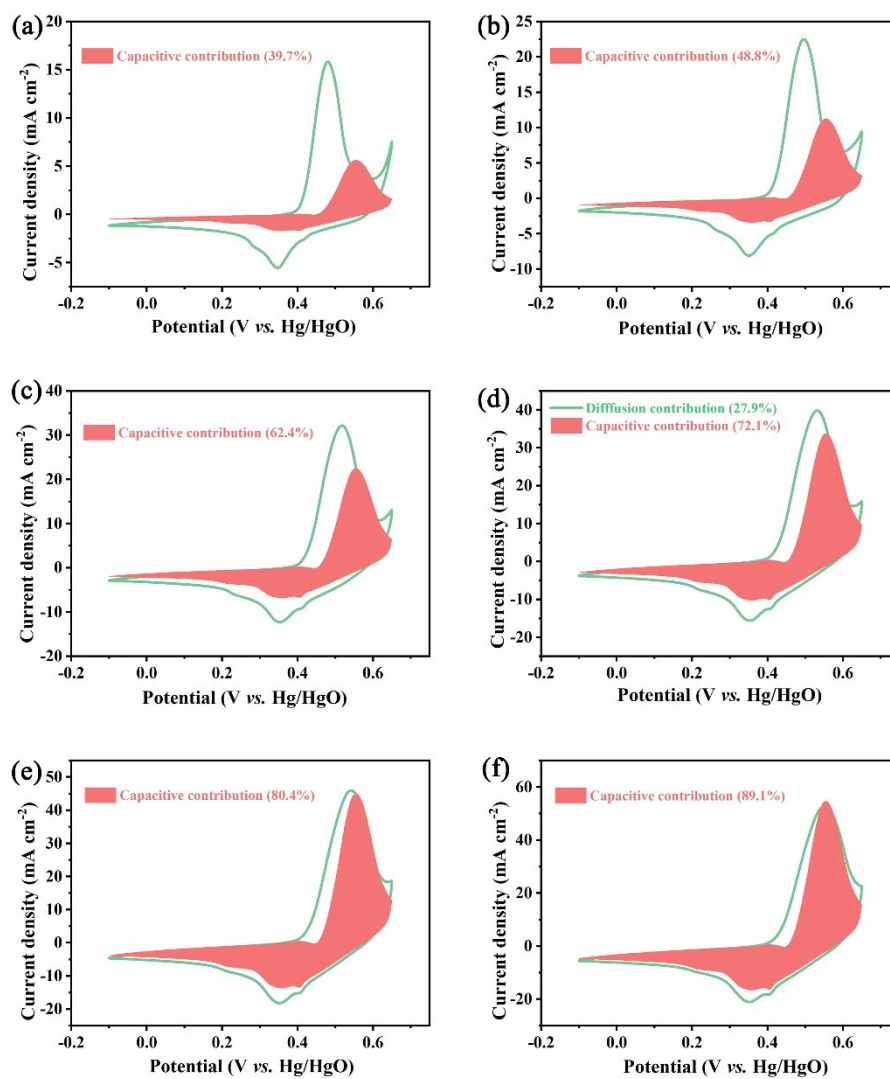 (a)
Capacitive contribution (39.7%)
20
15
10
5
0
-5
-0.2 0.0 0.2 0.4 0.6
Current density (mA cm-2)
Potential (V vs. Hg/HgO)
(b)
Capacitive contribution (48.8%)
25
20
15
10
5
0
-5
-10
-0.2 0.0 0.2 0.4 0.6
Current density (mA cm-2)
Potential (V vs. Hg/HgO)
(c)
Capacitive contribution (62.4%)
40
30
20
10
0
-10
-20
-0.2 0.0 0.2 0.4 0.6
Current density (mA cm-2)
Potential (V vs. Hg/HgO)
(d)
Difffusion contribution (27.9%)
Capacitive contribution (72.1%)
40
30
20
10
0
-10
-20
-0.2 0.0 0.2 0.4 0.6
Current density (mA cm-2)
Potential (V vs. Hg/HgO)
(e)
Capacitive contribution (80.4%)
50
40
30
20
10
0
-10
-20
-0.2 0.0 0.2 0.4 0.6
Current density (mA cm-2)
Potential (V vs. Hg/HgO)
(f)
Capacitive contribution (89.1%)
60
40
20
0
-20
-0.2 0.0 0.2 0.4 0.6
Current density (mA cm-2)
Potential (V vs. Hg/HgO)